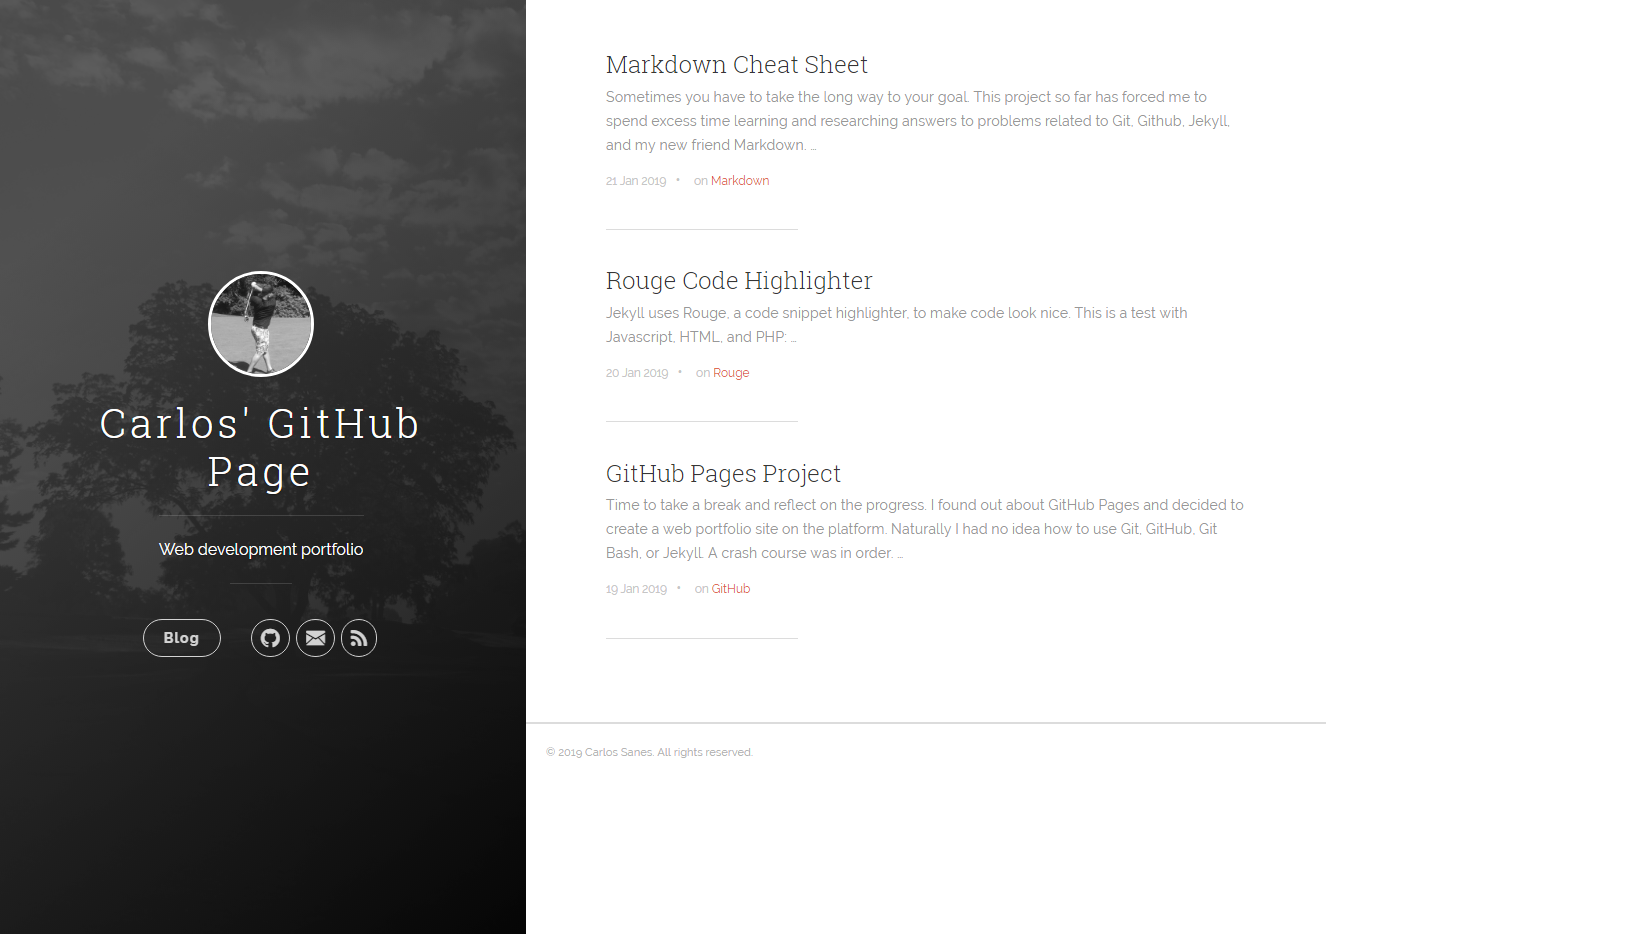 Carlos' GitHub
Page
Web development portfolio
Blog
Markdown Cheat Sheet
Sometimes you have to take the long way to your goal. This project so far has forced me to
spend excess time learning and researching answers to problems related to Git, Github, Jekyll,
and my new friend Markdown. …
21 Jan 2019 • on Markdown
Rouge Code Highlighter
Jekyll uses Rouge, a code snippet highlighter, to make code look nice. This is a test with
Javascript, HTML, and PHP: …
20 Jan 2019 • on Rouge
GitHub Pages Project
Time to take a break and reflect on the progress. I found out about GitHub Pages and decided to
create a web portfolio site on the platform. Naturally I had no idea how to use Git, GitHub, Git
Bash, or Jekyll. A crash course was in order. …
19 Jan 2019 • on GitHub
© 2019 Carlos Sanes. All rights reserved.